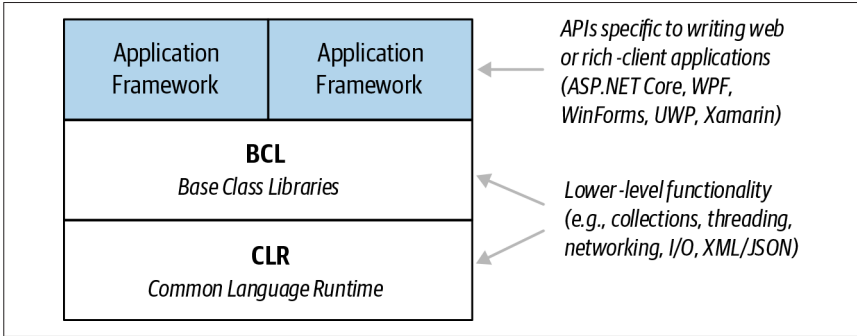 Application
Framework
Application
Framework
APIs specific to writing web
or rich-client applications
(ASP.NET Core, WPF,
WinForms, UWP, Xamarin)
BCL
Base Class Libraries
Lower-level functionality
(e.g., collections, threading,
networking, I/O, XML/JSON)
CLR
Common Language Runtime